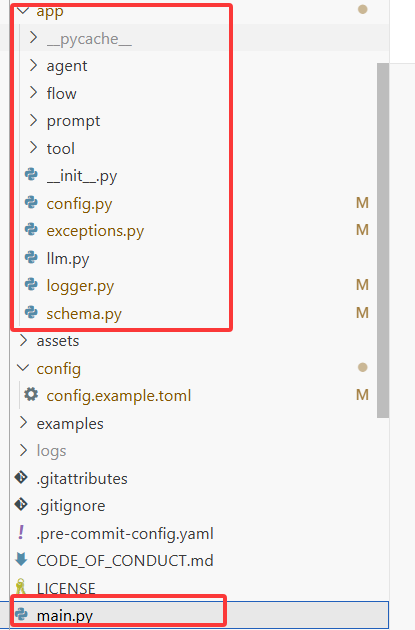 app
__pycache__
agent
flow
prompt
tool
__init__.py
config.py M
exceptions.py M
llm.py
logger.py M
schema.py M
assets
config
config.example.toml M
examples
logs
.gitattributes
.gitignore
! .pre-commit-config.yaml
CODE_OF_CONDUCT.md
LICENSE
main.py